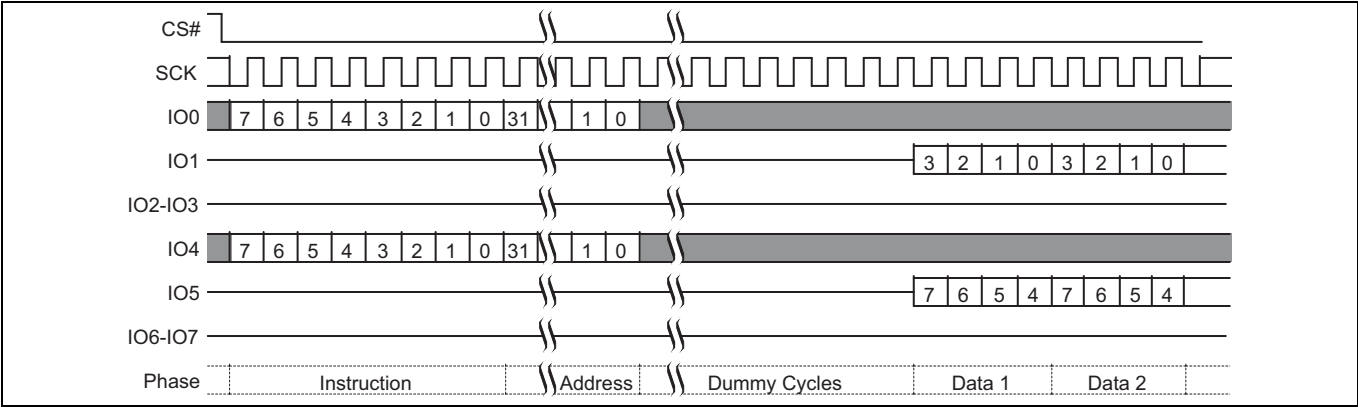 CS#
SCK
IO0 7 6 5 4 3 2 1 0 31 1 0
IO1 3 2 1 0 3 2 1 0
IO2-IO3
IO4 7 6 5 4 3 2 1 0 31 1 0
IO5 7 6 5 4 7 6 5 4
IO6-IO7
Phase Instruction Address Dummy Cycles Data 1 Data 2